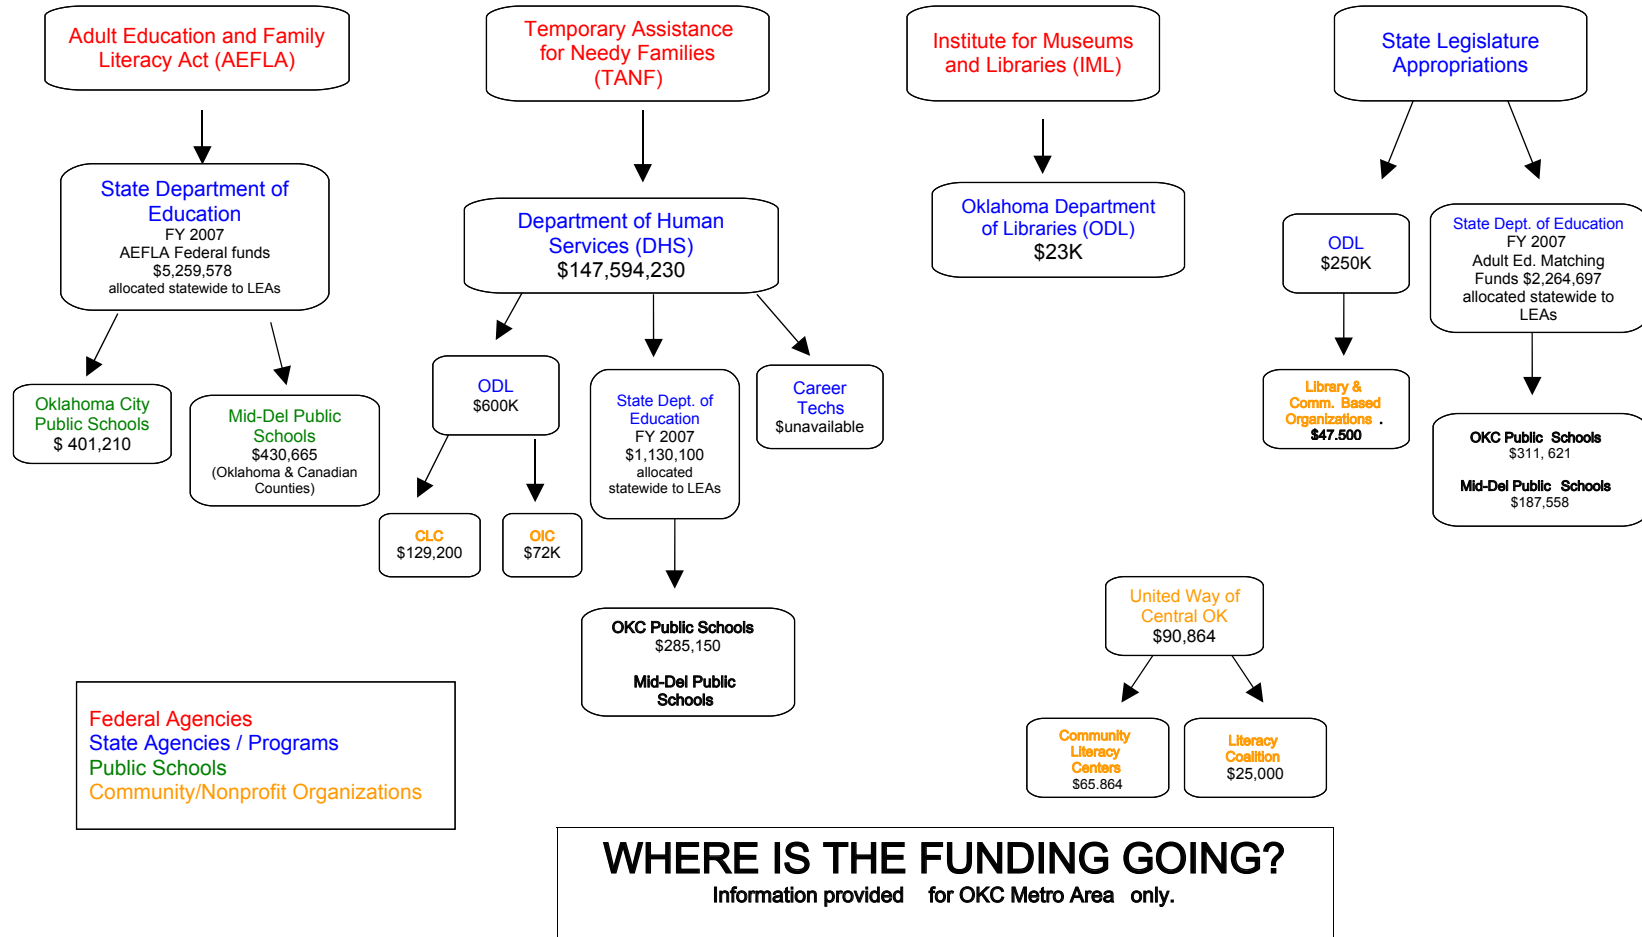 Adult Education and Family
Literacy Act (AEFLA)
Temporary Assistance
for Needy Families
(TANF)
Institute for Museums
and Libraries (IML)
State Legislature
Appropriations
State Department of
Education
FY 2007
AEFLA Federal funds
$5,259,578
allocated statewide to LEAs
Department of Human
Services (DHS)
$147,594,230
Oklahoma Department
of Libraries (ODL)
$23K
ODL
$250K
State Dept. of Education
FY 2007
Adult Ed. Matching
Funds $2,264,697
allocated statewide to
LEAs
Oklahoma City
Public Schools
$ 401,210
Mid-Del Public
Schools
$430,665
(Oklahoma & Canadian
Counties)
ODL
$600K
State Dept. of
Education
FY 2007
$1,130,100
allocated
statewide to LEAs
Career
Techs
$unavailable
Library &
Comm. Based
Organizations .
$47.500
OKC Public Schools
$311, 621
Mid-Del Public Schools
$187,558
CLC
$129,200
OIC
$72K
OKC Public Schools
$285,150
Mid-Del Public
Schools
United Way of
Central OK
$90,864
Community
Literacy
Centers
$65.864
Literacy
Coalition
$25,000
Federal Agencies
State Agencies / Programs
Public Schools
Community/Nonprofit Organizations
WHERE IS THE FUNDING GOING?
Information provided for OKC Metro Area only.